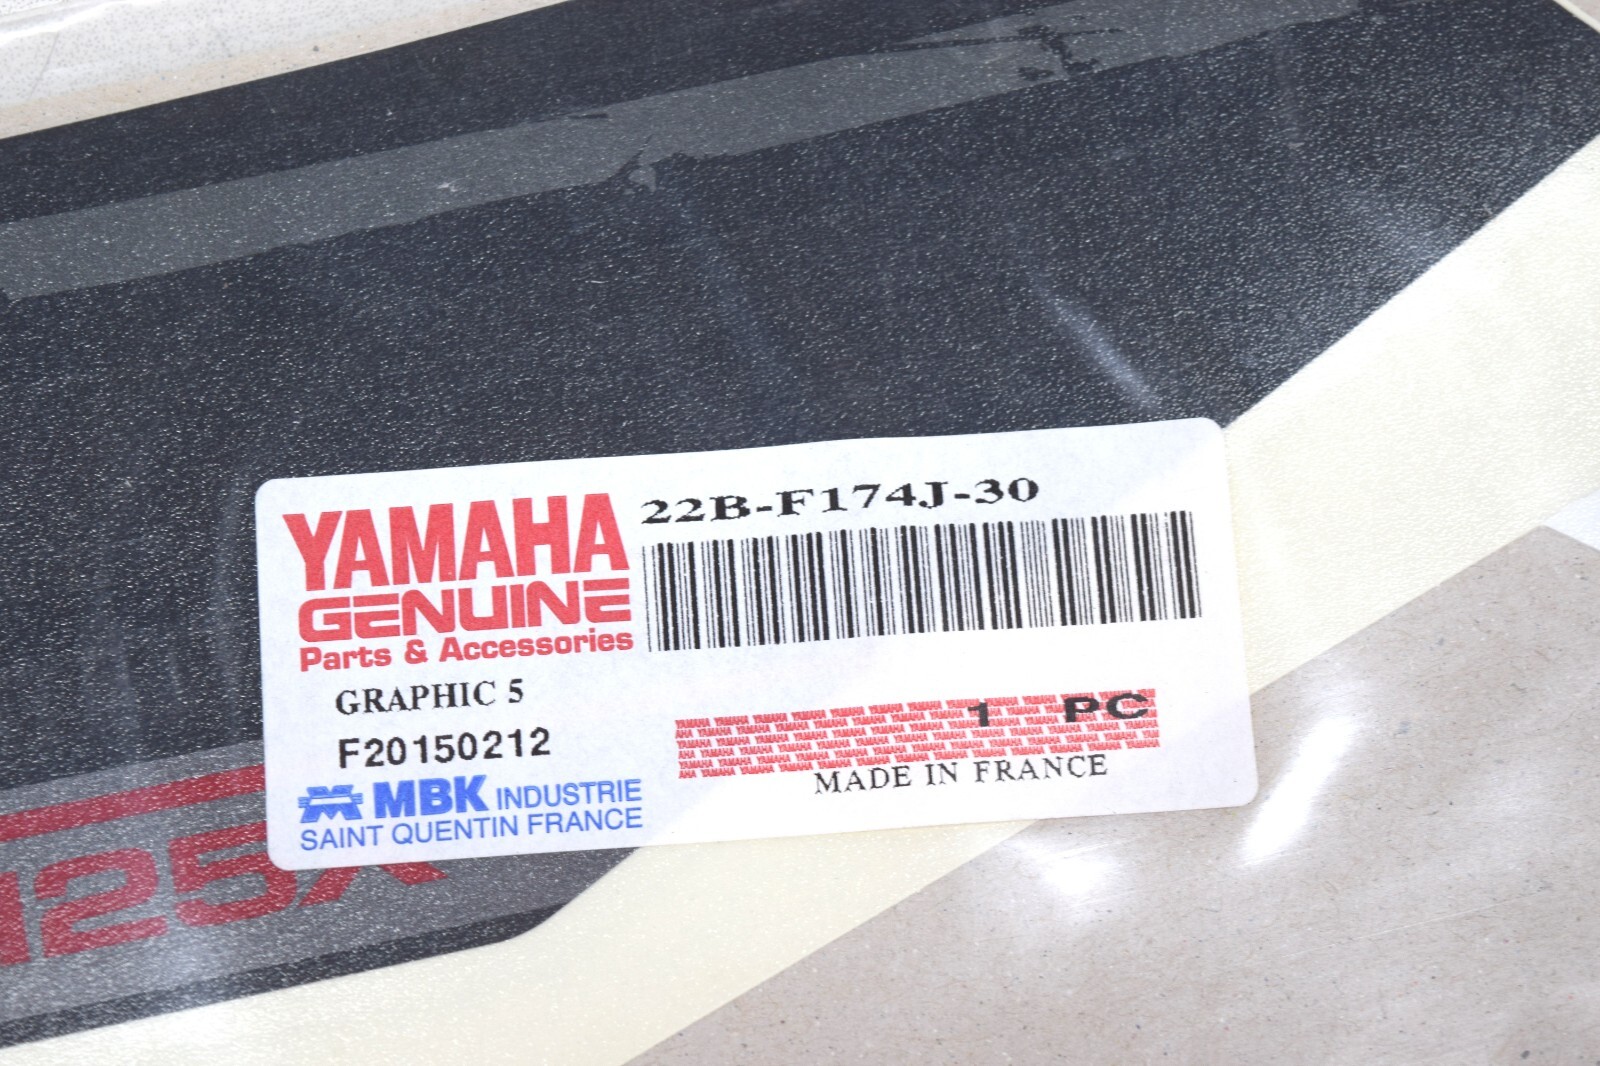 YAMAHA
GENUINE
Parts & Accessories
22B-F174J-30
GRAPHIC 5
F20150212
1 PC
MADE IN FRANCE
MBK INDUSTRIE
SAINT QUENTIN FRANCE
125X